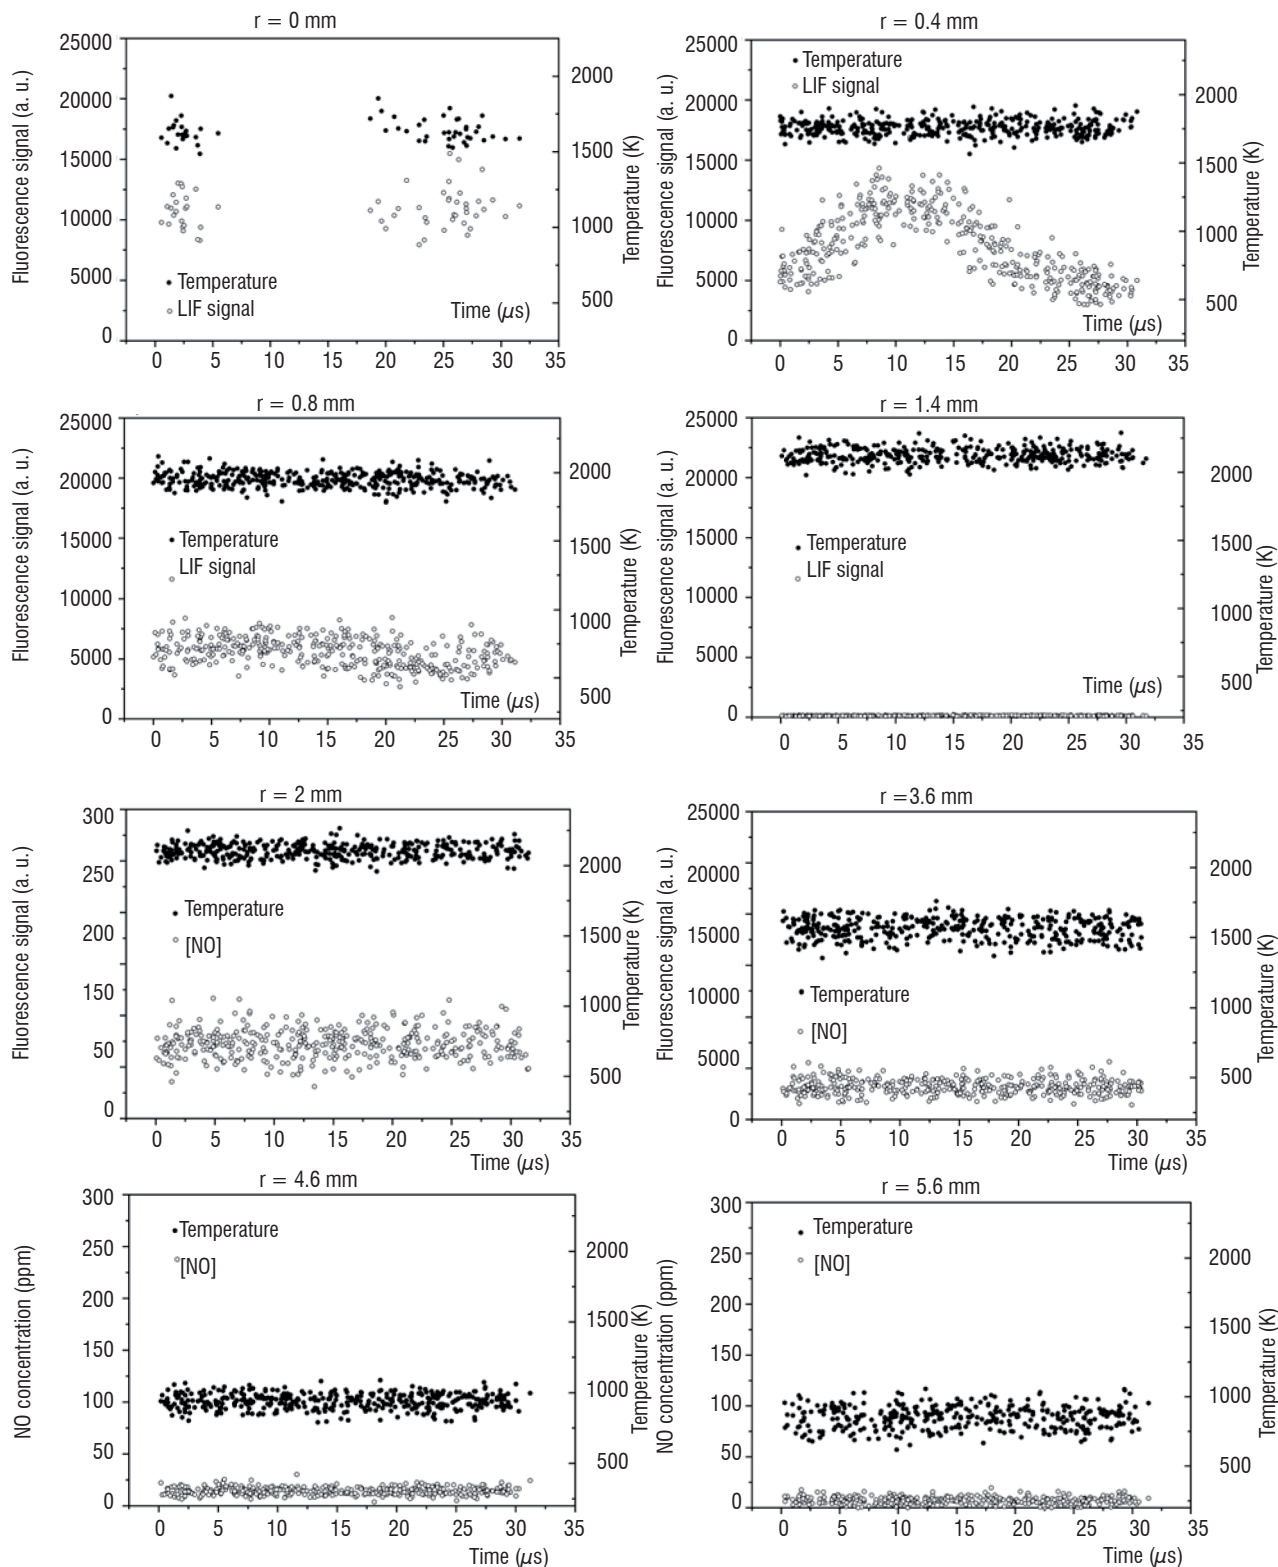 r = 0 mm
Fluorescence signal (a. u.)
25000
20000
15000
10000
5000
0
Temperature
LIF signal
Time (µs)
0 5 10 15 20 25 30 35
2000
1500
1000
500
Temperature (K)
r = 0.4 mm
Fluorescence signal (a. u.)
25000
20000
15000
10000
5000
0
Temperature
LIF signal
Time (µs)
0 5 10 15 20 25 30 35
2000
1500
1000
500
Temperature (K)
r = 0.8 mm
Fluorescence signal (a. u.)
25000
20000
15000
10000
5000
0
Temperature
LIF signal
Time (µs)
0 5 10 15 20 25 30 35
2000
1500
1000
500
Temperature (K)
r = 1.4 mm
Fluorescence signal (a. u.)
25000
20000
15000
10000
5000
0
Temperature
LIF signal
Time (µs)
0 5 10 15 20 25 30 35
2000
1500
1000
500
Temperature (K)
r = 2 mm
Fluorescence signal (a. u.)
300
250
200
150
50
0
Temperature
[NO]
0 5 10 15 20 25 30 35
Time (µs)
2000
1500
1000
500
Temperature (K)
r =3.6 mm
Fluorescence signal (a. u.)
25000
20000
15000
10000
5000
0
Temperature
[NO]
0 5 10 15 20 25 30 35
Time (µs)
2000
1500
1000
500
Temperature (K)
r = 4.6 mm
NO concentration (ppm)
300
250
200
150
100
50
0
Temperature
[NO]
0 5 10 15 20 25 30 35
Time (µs)
2000
1500
1000
500
Temperature (K)
r = 5.6 mm
NO concentration (ppm)
300
250
200
150
100
50
0
Temperature
[NO]
0 5 10 15 20 25 30 35
Time (µs)
2000
1500
1000
500
Temperature (K)